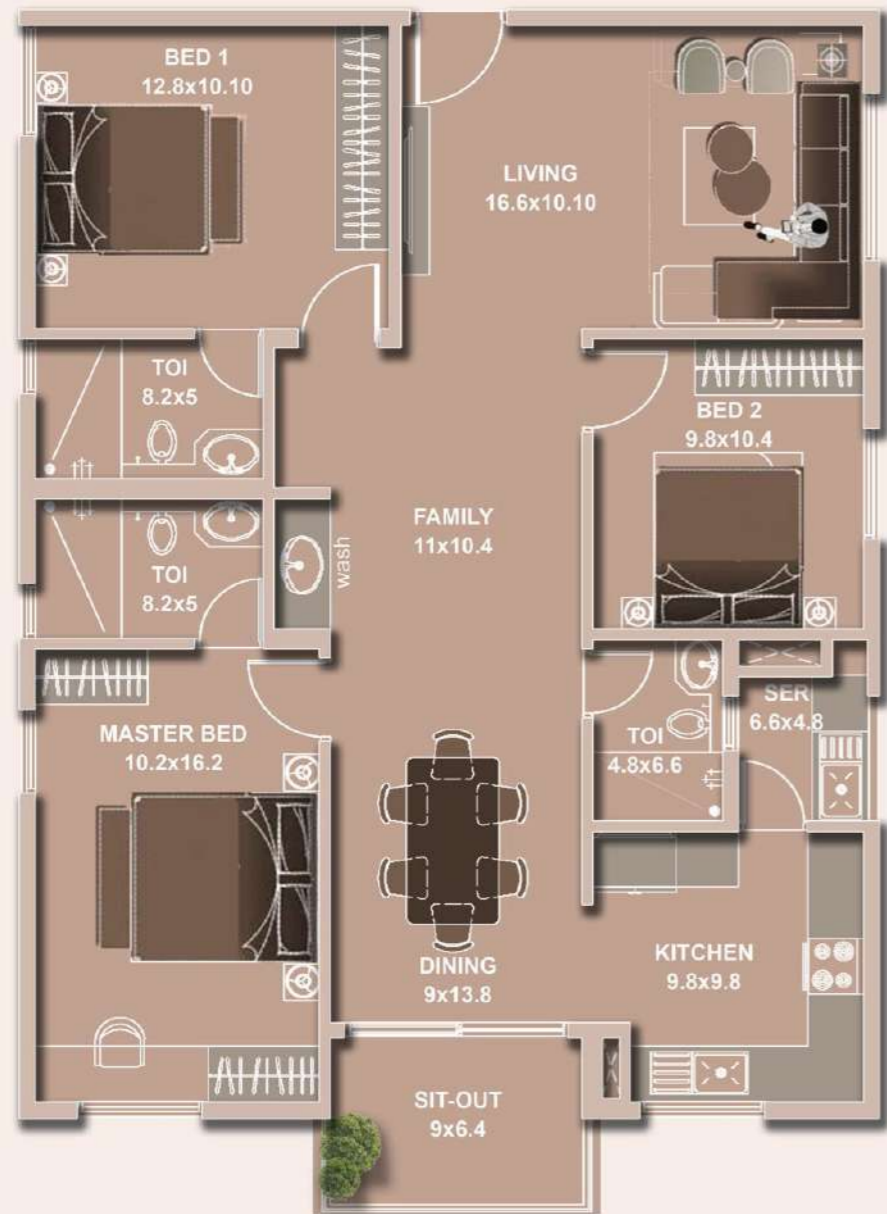 BED 1
12.8x10.10
LIVING
16.6x10.10
TOI
8.2x5
BED 2
9.8x10.4
FAMILY
11x10.4
wash
TOI
8.2x5
MASTER BED
10.2x16.2
TOI
4.8x6.6
SER
6.6x4.8
DINING
9x13.8
KITCHEN
9.8x9.8
SIT-OUT
9x6.4